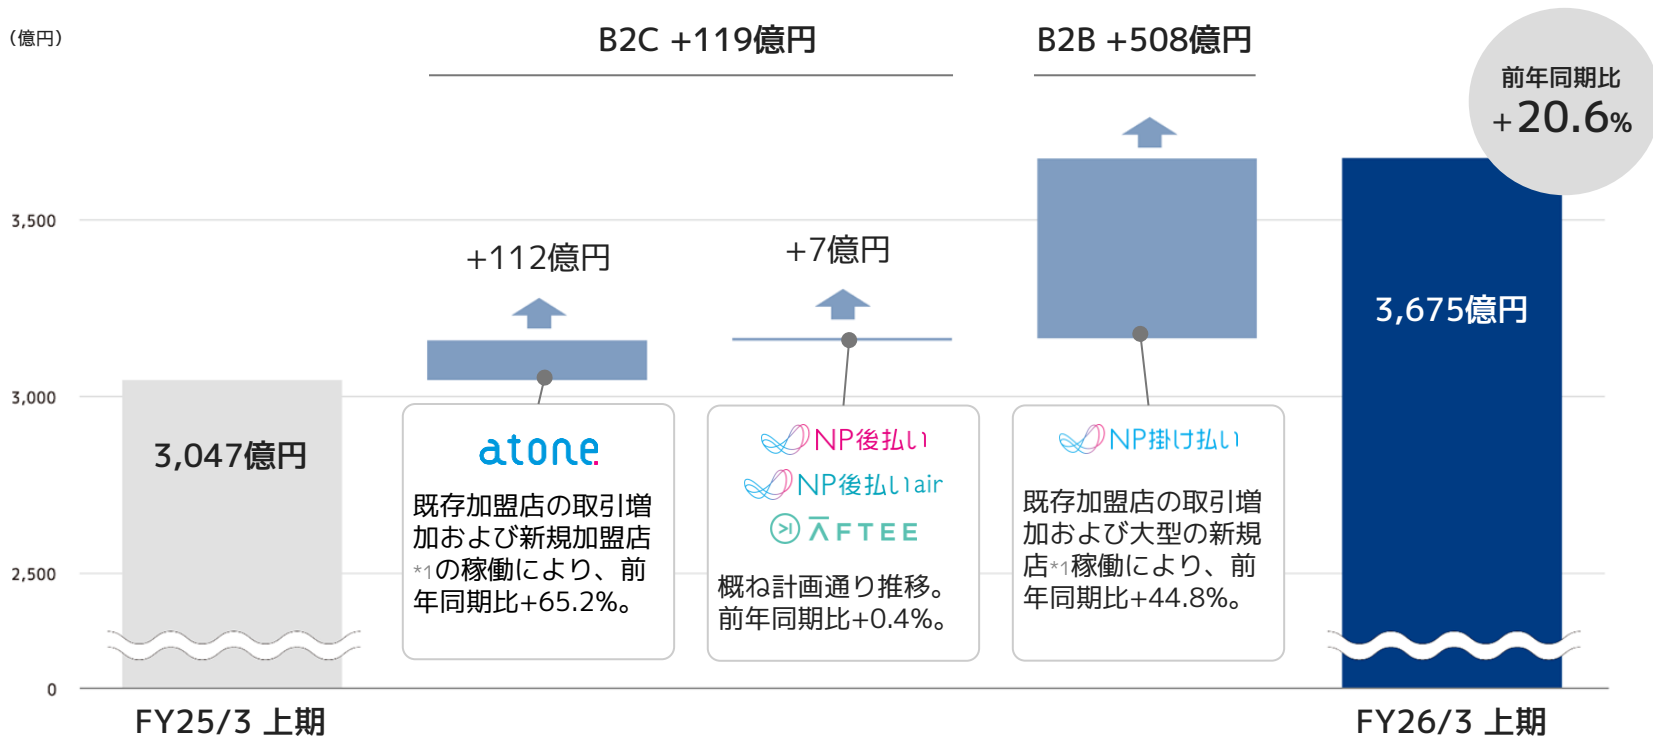 （億円）
B2C +119億円
B2B +508億円
前年同期比
+20.6%
3,500
3,000
2,500
0
+112億円
+7億円
3,047億円
3,675億円
atone
既存加盟店の取引増
加および新規加盟店
*1の稼働により、前
年同期比+65.2%。
NP後払い
NP後払いair
AFTEE
概ね計画通り推移。
前年同期比+0.4%。
NP掛け払い
既存加盟店の取引増
加および大型の新規
店*1稼働により、前
年同期比+44.8%。
FY25/3 上期
FY26/3 上期